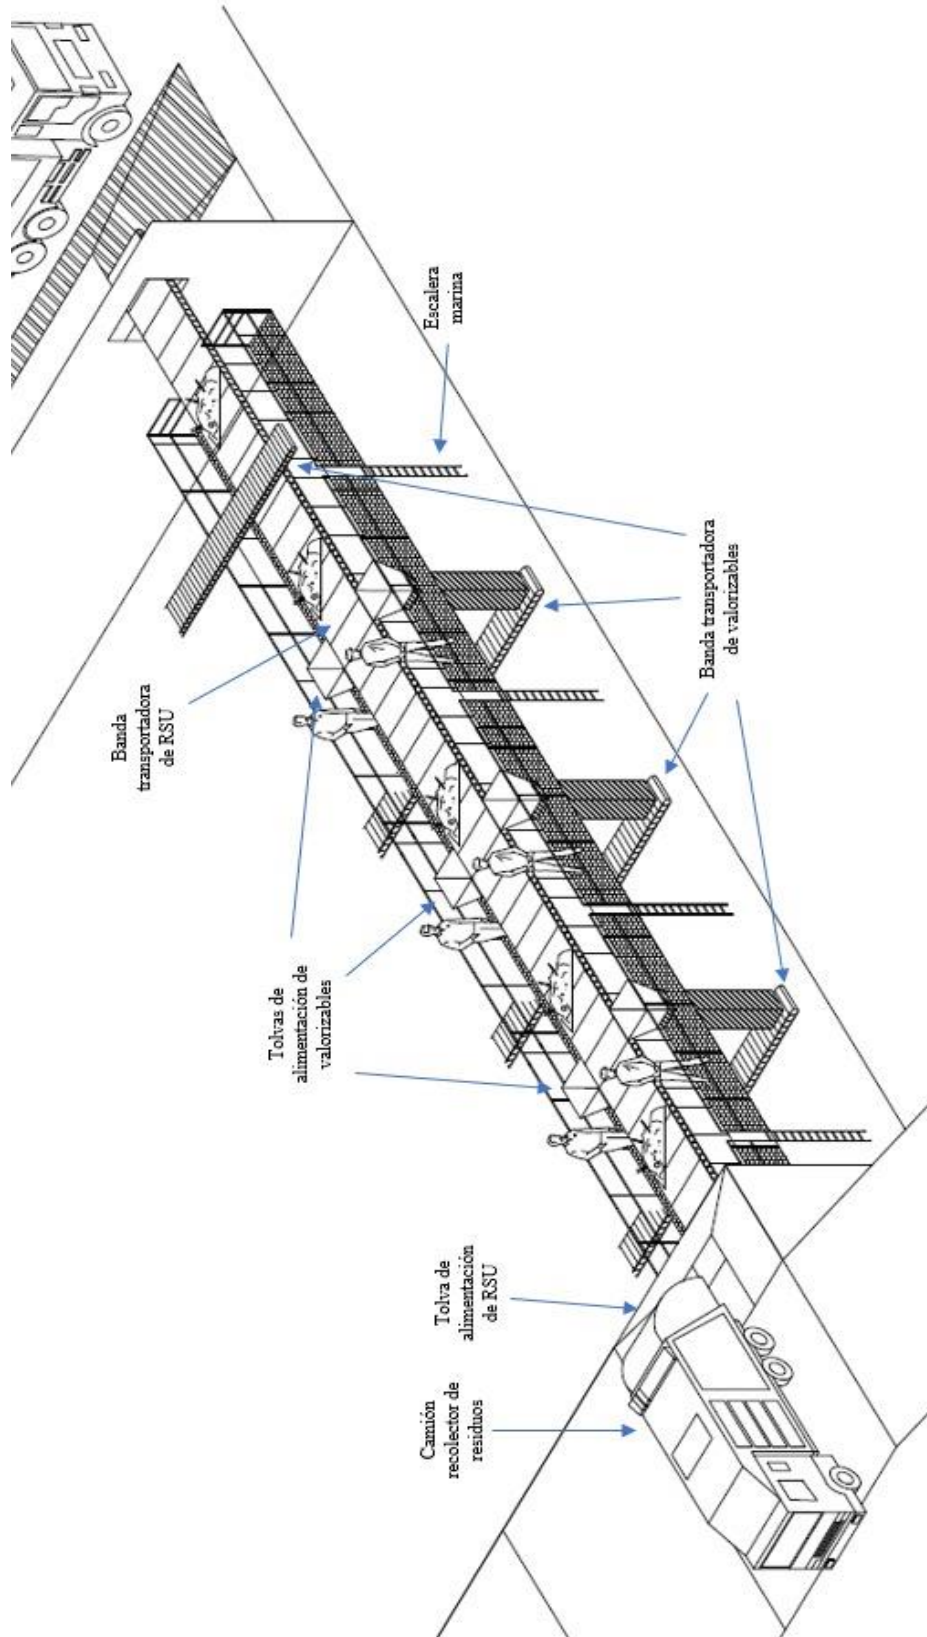 Camión
recolector de
residuos
Tolva de
alimentación
de RSU
Tolvas de
alimentación de
valorizables
Banda
transportadora
de RSU
Banda transportadora
de valorizables
Escalera
marina